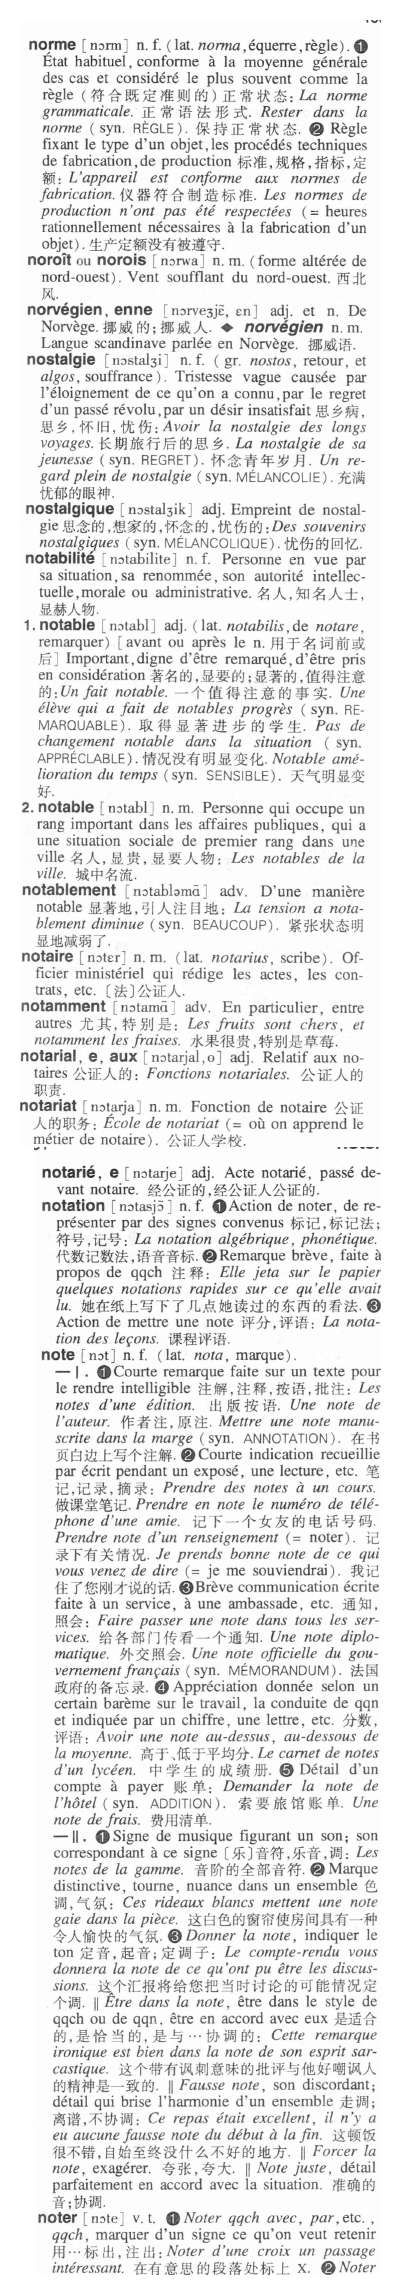 norme [nɔrm] n. f. (lat. norma, équerre, règle). ❶
État habituel, conforme à la moyenne générale
des cas et considéré le plus souvent comme la
règle (符合既定准则的) 正常状态: La norme
grammaticale. 正常语法形式. Rester dans la
norme (syn. RÈGLE). 保持正常状态. ❷ Règle
fixant le type d'un objet, les procédés techniques
de fabrication, de production 标准, 规格, 指标, 定
额: L'appareil est conforme aux normes de
fabrication. 仪器符合制造标准. Les normes de
production n'ont pas été respectées (= heures
rationnellement nécessaires à la fabrication d'un
objet). 生产定额没有被遵守.
noroît ou norois [nɔrwa] n. m. (forme altérée de
nord-ouest). Vent soufflant du nord-ouest. 西北
风.
norvégien, enne [nɔrveʒjɛ̃, ɛn] adj. et n. De
Norvège. 挪威的; 挪威人. ◆ norvégien n. m.
Langue scandinave parlée en Norvège. 挪威语.
nostalgie [nɔstalʒi] n. f. (gr. nostos, retour, et
algos, souffrance). Tristesse vague causée par
l'éloignement de ce qu'on a connu, par le regret
d'un passé révolu, par un désir insatisfait 思乡病,
思乡, 怀旧, 忧伤: Avoir la nostalgie des longs
voyages. 长期旅行后的思乡. La nostalgie de sa
jeunesse (syn. REGRET). 怀念青年岁月. Un re-
gard plein de nostalgie (syn. MÉLANCOLIE). 充满
忧郁的眼神.
nostalgique [nɔstalʒik] adj. Empreint de nostal-
gie 思念的, 想家的, 怀念的, 忧伤的: Des souvenirs
nostalgiques (syn. MÉLANCOLIQUE). 忧伤的回忆.
notabilité [nɔtabilite] n. f. Personne en vue par
sa situation, sa renommée, son autorité intellec-
tuelle, morale ou administrative. 名人, 知名人士,
显赫人物.
1. notable [nɔtabl] adj. (lat. notabilis, de notare,
remarquer) [avant ou après le n. 用于名词前或
后] Important, digne d'être remarqué, d'être pris
en considération 著名的, 显要的; 显著的, 值得注意
的: Un fait notable. 一个值得注意的事实. Une
élève qui a fait de notables progrès (syn. RE-
MARQUABLE). 取得显著进步的学生. Pas de
changement notable dans la situation (syn.
APPRÉCLABLE). 情况没有明显变化. Notable amé-
lioration du temps (syn. SENSIBLE). 天气明显变
好.
2. notable [nɔtabl] n. m. Personne qui occupe un
rang important dans les affaires publiques, qui a
une situation sociale de premier rang dans une
ville 名人, 显贵, 显要人物: Les notables de la
ville. 城中名流.
notablement [nɔtabləmɑ̃] adv. D'une manière
notable 显著地, 引人注目地: La tension a nota-
blement diminue (syn. BEAUCOUP). 紧张状态明
显地减弱了.
notaire [nɔtɛr] n. m. (lat. notarius, scribe). Of-
ficier ministériel qui rédige les actes, les con-
trats, etc. 〔法〕公证人.
notamment [nɔtamɑ̃] adv. En particulier, entre
autres 尤其, 特别是: Les fruits sont chers, et
notamment les fraises. 水果很贵, 特别是草莓.
notarial, e, aux [nɔtarjal, o] adj. Relatif aux no-
taires 公证人的: Fonctions notariales. 公证人的
职责.
notariat [nɔtarja] n. m. Fonction de notaire 公证
人的职务: École de notariat (= où on apprend le
métier de notaire). 公证人学校.
notarié, e [nɔtarje] adj. Acte notarié, passé de-
vant notaire. 经公证的, 经公证人公证的.
notation [nɔtasjɔ̃] n. f. ❶ Action de noter, de re-
présenter par des signes convenus 标记, 标记法;
符号, 记号: La notation algébrique, phonétique.
代数记数法, 语音音标. ❷ Remarque brève, faite à
propos de qqch 注释: Elle jeta sur le papier
quelques notations rapides sur ce qu'elle avait
lu. 她在纸上写下了几点她读过的东西的看法. ❸
Action de mettre une note 评分, 评语: La nota-
tion des leçons. 课程评语.
note [nɔt] n. f. (lat. nota, marque).
— I. ❶ Courte remarque faite sur un texte pour
le rendre intelligible 注解, 注释, 按语, 批注: Les
notes d'une édition. 出版按语. Une note de
l'auteur. 作者注, 原注. Mettre une note manu-
scrite dans la marge (syn. ANNOTATION). 在书
页白边上写个注解. ❷ Courte indication recueillie
par écrit pendant un exposé, une lecture, etc. 笔
记, 记录, 摘录: Prendre des notes à un cours.
做课堂笔记. Prendre en note le numéro de télé-
phone d'une amie. 记下一个女友的电话号码.
Prendre note d'un renseignement (= noter). 记
录下有关情况. Je prends bonne note de ce qui
vous venez de dire (= je me souviendrai). 我记
住了您刚才说的话. ❸ Brève communication écrite
faite à un service, à une ambassade, etc. 通知,
照会: Faire passer une note dans tous les ser-
vices. 给各部门传看一个通知. Une note diplo-
matique. 外交照会. Une note officielle du gou-
vernement français (syn. MÉMORANDUM). 法国
政府的备忘录. ❹ Appréciation donnée selon un
certain barème sur le travail, la conduite de qqn
et indiquée par un chiffre, une lettre, etc. 分数,
评语: Avoir une note au-dessus, au-dessous de
la moyenne. 高于、低于平均分. Le carnet de notes
d'un lycéen. 中学生的成绩册. ❺ Détail d'un
compte à payer 账单: Demander la note de
l'hôtel (syn. ADDITION). 索要旅馆账单. Une
note de frais. 费用清单.
— II. ❶ Signe de musique figurant un son; son
correspondant à ce signe [乐]音符, 乐音, 调: Les
notes de la gamme. 音阶的全部音符. ❷ Marque
distinctive, tourne, nuance dans un ensemble 色
调, 气氛: Ces rideaux blancs mettent une note
gaie dans la pièce. 这白色的窗帘使房间具有一种
令人愉快的气氛. ❸ Donner la note, indiquer le
ton 定音, 起音; 定调子: Le compte-rendu vous
donnera la note de ce qu'ont pu être les discus-
sions. 这个汇报将给您把当时讨论的可能情况定
个调. ‖ Être dans la note, être dans le style de
qqch ou de qqn, être en accord avec eux 是适合
的, 是恰当的, 是与…协调的: Cette remarque
ironique est bien dans la note de son esprit sar-
castique. 这个带有讽刺意味的批评与他好嘲讽人
的精神是一致的. ‖ Fausse note, son discordant;
détail qui brise l'harmonie d'un ensemble 走调;
离谱, 不协调: Ce repas était excellent, il n'y a
eu aucune fausse note du début à la fin. 这顿饭
很不错, 自始至终没什么不好的地方. ‖ Forcer la
note, exagérer. 夸张, 夸大. ‖ Note juste, détail
parfaitement en accord avec la situation. 准确的
音; 协调.
noter [nɔte] v. t. ❶ Noter qqch avec, par, etc.,
qqch, marquer d'un signe ce qu'on veut retenir
用…标出, 注出: Noter d'une croix un passage
intéressant. 在有意思的段落处标上 X. ❷ Noter